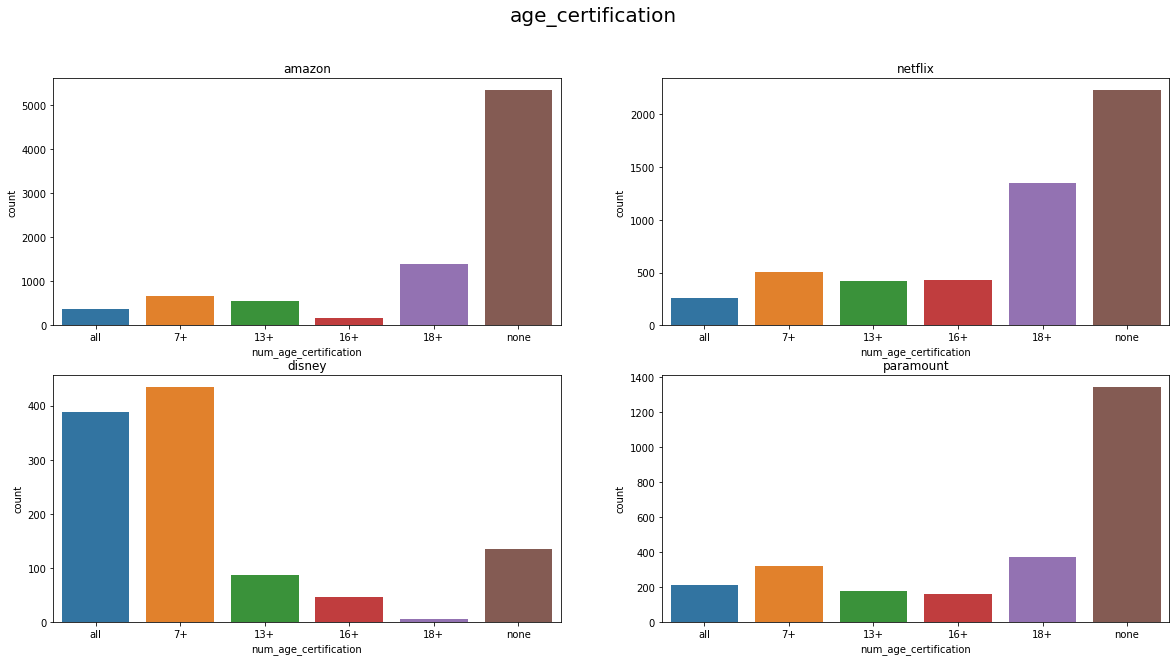 age_certification
amazon
5000
4000
3000
2000
1000
0
count
all 7+ 13+ 16+ 18+ none
num_age_certification
netflix
2000
1500
1000
500
0
count
all 7+ 13+ 16+ 18+ none
num_age_certification
disney
400
300
200
100
0
count
all 7+ 13+ 16+ 18+ none
num_age_certification
paramount
1400
1200
1000
800
600
400
200
0
count
all 7+ 13+ 16+ 18+ none
num_age_certification